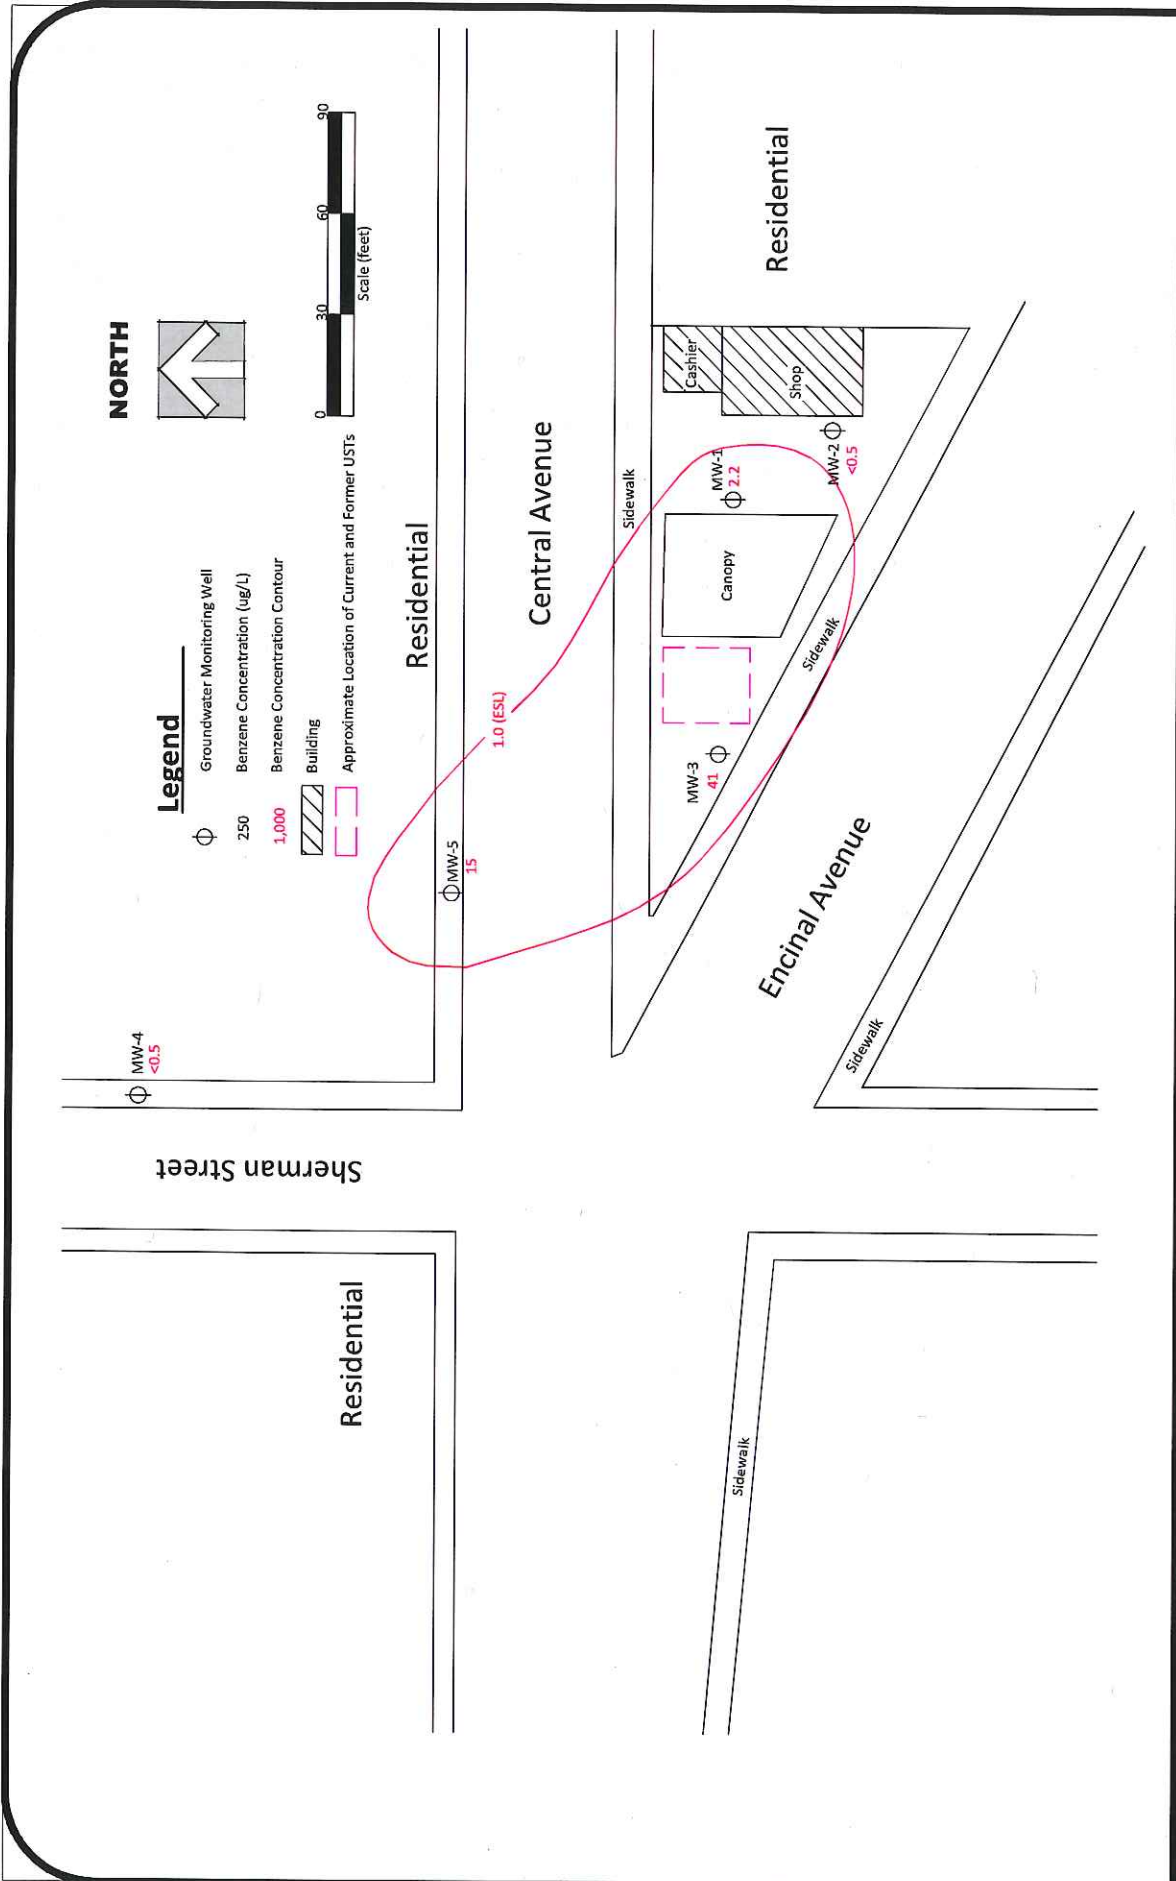 NORTH
0
30
60
90
Scale (feet)
Legend
Groundwater Monitoring Well
250
Benzene Concentration (ug/L)
1,000
Benzene Concentration Contour
Building
Approximate Location of Current and Former USTs
MW-4
<0.5
Sherman Street
Residential
Residential
MW-5
15
1.0 (ESL)
Central Avenue
Sidewalk
MW-3
41
Canopy
MW-1
2.2
MW-2
<0.5
Cashier
Shop
Residential
Sidewalk
Encinal Avenue
Sidewalk
Sidewalk